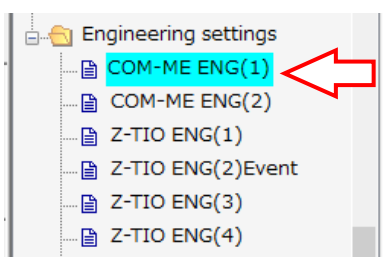 Engineering settings
COM-ME ENG(1)
COM-ME ENG(2)
Z-TIO ENG(1)
Z-TIO ENG(2)Event
Z-TIO ENG(3)
Z-TIO ENG(4)